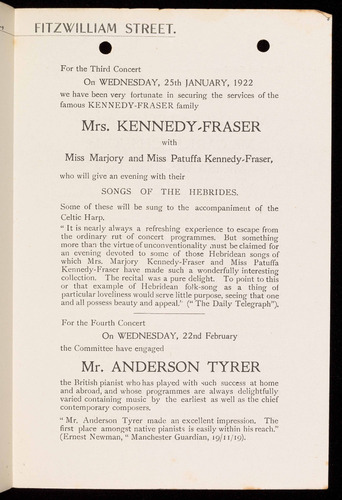 FITZWILLIAM STREET.
For the Third Concert
On WEDNESDAY, 25th JANUARY, 1922
we have been very fortunate in securing the services of the
famous KENNEDY-FRASER family
Mrs. KENNEDY-FRASER
with
Miss Marjory and Miss Patuffa Kennedy-Fraser,
who will give an evening with their
SONGS OF THE HEBRIDES.
Some of these will be sung to the accompaniment of the
Celtic Harp.
" It is nearly always a refreshing experience to escape from
the ordinary rut of concert programmes. But something
more than the virtue of unconventionality must be claimed for
an evening devoted to some of those Hebridean songs of
which Mrs. Marjory Kennedy-Fraser and Miss Patuffa
Kennedy-Fraser have made such a wonderfully interesting
collection. The recital was a pure delight. To point to this
or that example of Hebridean folk-song as a thing of
particular loveliness would serve little purpose, seeing that one
and all possess beauty and appeal." (" The Daily Telegraph").
For the Fourth Concert
On WEDNESDAY, 22nd February
the Committee have engaged
Mr. ANDERSON TYRER
the British pianist who has played with such success at home
and abroad, and whose programmes are always delightfully
varied containing music by the earliest as well as the chief
contemporary composers.
" Mr. Anderson Tyrer made an excellent impression. The
first place amongst native pianists is easily within his reach."
(Ernest Newman, " Manchester Guardian, 19/11/19).